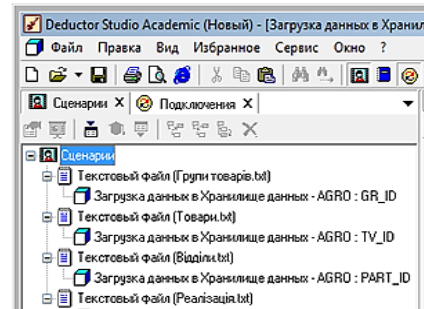 Deductor Studio Academic (Новый) - [Загрузка данных в Хранил
Файл Правка Вид Избранное Сервис Окно ?
Сценарии X Подключения X
Сценарии
Текстовый файл (Групи товарів.txt)
Загрузка данных в Хранилище данных - AGRO : GR_ID
Текстовый файл (Товари.txt)
Загрузка данных в Хранилище данных - AGRO : TV_ID
Текстовый файл (Відділи.txt)
Загрузка данных в Хранилище данных - AGRO : PART_ID
Текстовый файл (Реалізація.txt)